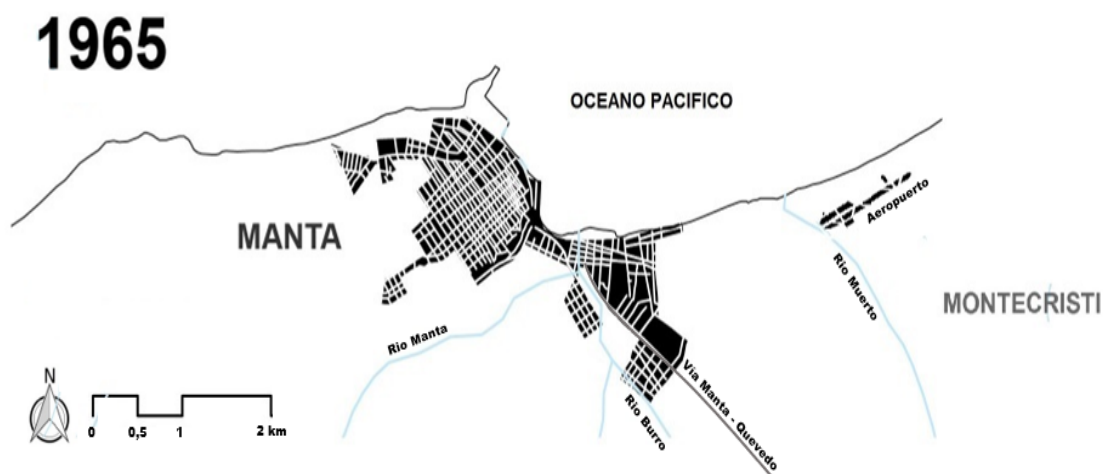 1965
OCEANO PACIFICO
Aeropuerto
MANTA
Rio Muerto
MONTECRISTI
Rio Manta
Via Manta - Quevedo
Rio Burro
N
0 0,5 1 2 km